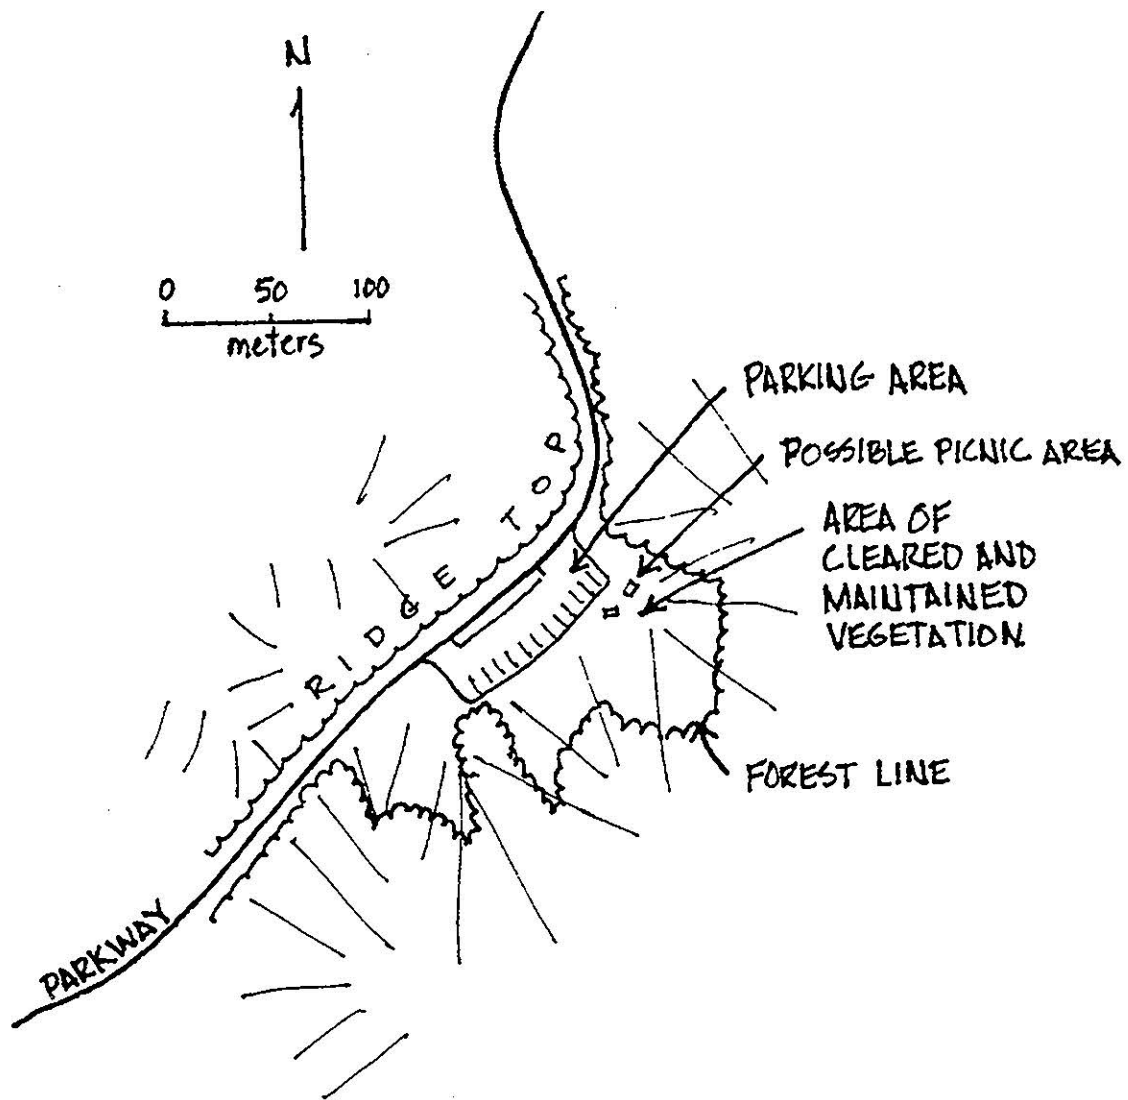 N
0 50 100
meters
PARKING AREA
POSSIBLE PICNIC AREA
AREA OF
CLEARED AND
MAINTAINED
VEGETATION
RIDGE TOP
FOREST LINE
PARKWAY